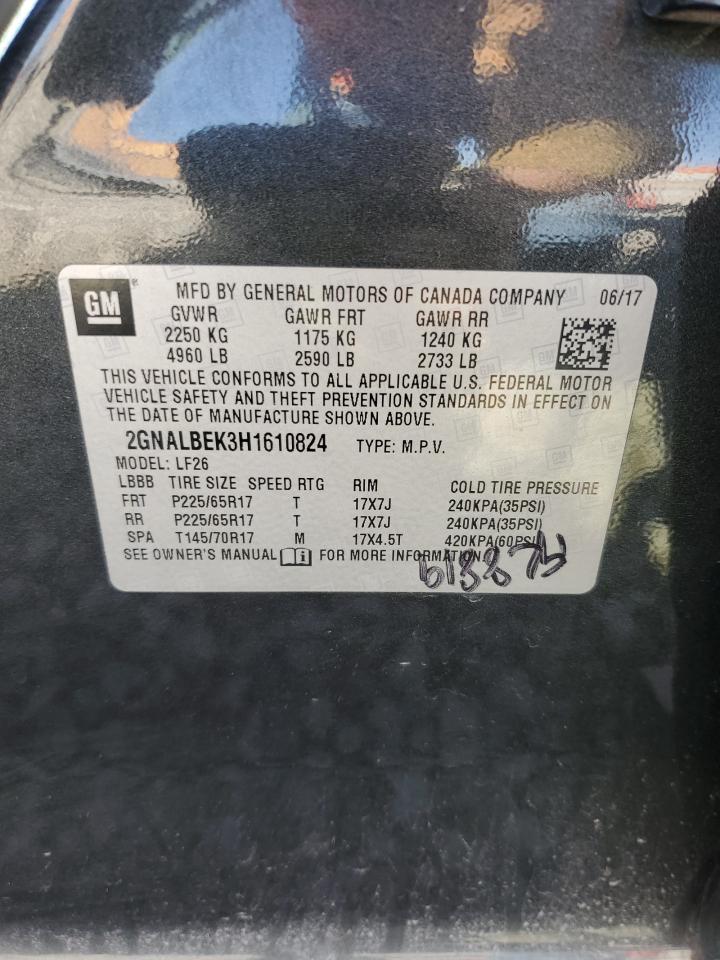 GM
MFD BY GENERAL MOTORS OF CANADA COMPANY 06/17
GVWR GAWR FRT GAWR RR
2250 KG 1175 KG 1240 KG
4960 LB 2590 LB 2733 LB
THIS VEHICLE CONFORMS TO ALL APPLICABLE U.S. FEDERAL MOTOR
VEHICLE SAFETY AND THEFT PREVENTION STANDARDS IN EFFECT ON
THE DATE OF MANUFACTURE SHOWN ABOVE.
2GNALBEK3H1610824 TYPE: M.P.V.
MODEL: LF26
LBBB TIRE SIZE SPEED RTG RIM COLD TIRE PRESSURE
FRT P225/65R17 T 17X7J 240KPA(35PSI)
RR P225/65R17 T 17X7J 240KPA(35PSI)
SPA T145/70R17 M 17X4.5T 420KPA(60PSI)
SEE OWNER'S MANUAL FOR MORE INFORMATION